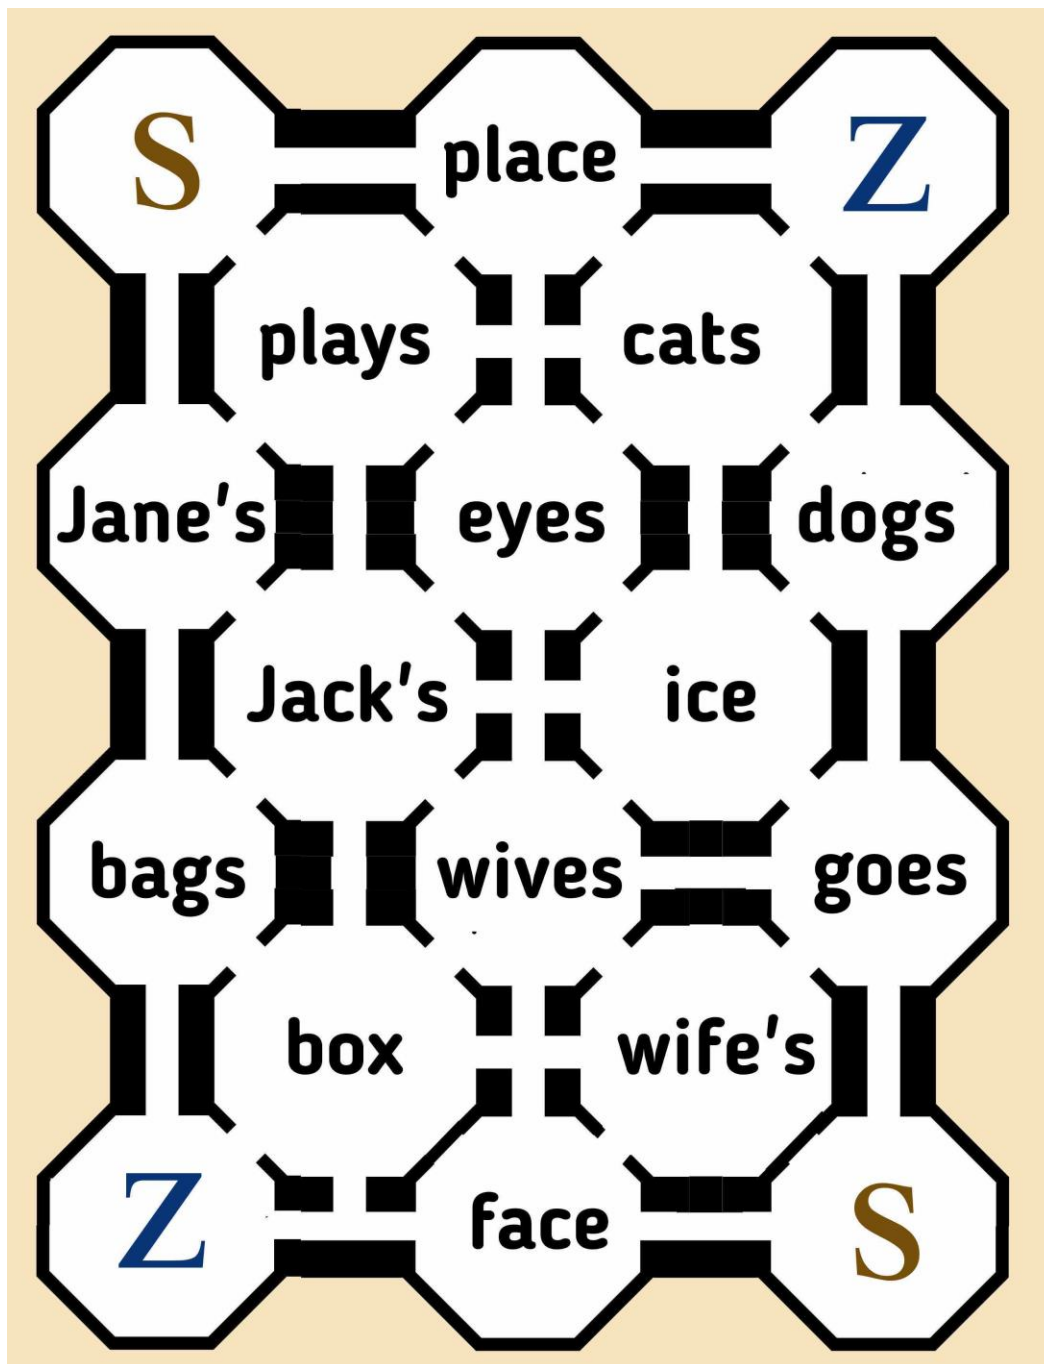 S place Z
plays cats
Jane's eyes dogs
Jack's ice
bags wives goes
box wife's
Z face S